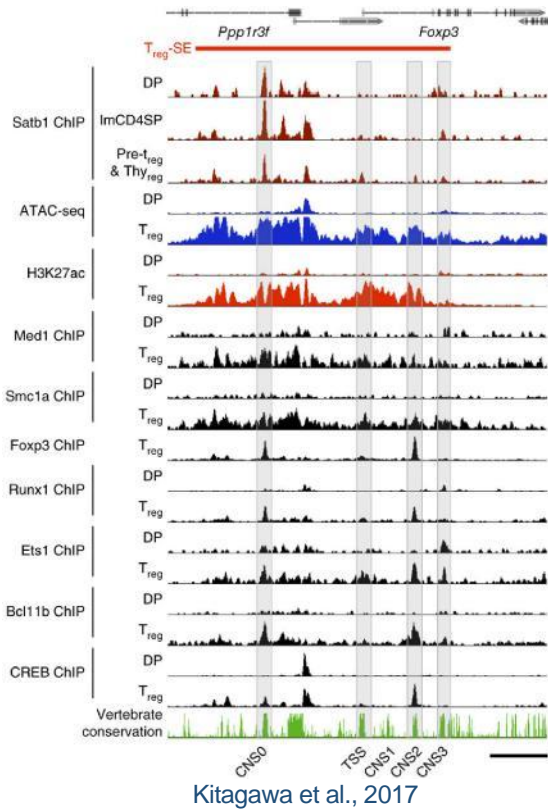 Ppp1r3f Foxp3
Treg-SE
Satb1 ChIP
DP
ImCD4SP
Pre-treg
& Thyreg
ATAC-seq
DP
Treg
H3K27ac
DP
Treg
Med1 ChIP
DP
Treg
Smc1a ChIP
DP
Treg
Foxp3 ChIP
Treg
Runx1 ChIP
DP
Treg
Ets1 ChIP
DP
Treg
Bcl11b ChIP
DP
Treg
CREB ChIP
DP
Treg
Vertebrate
conservation
CNS0 TSS CNS1 CNS2 CNS3
Kitagawa et al., 2017